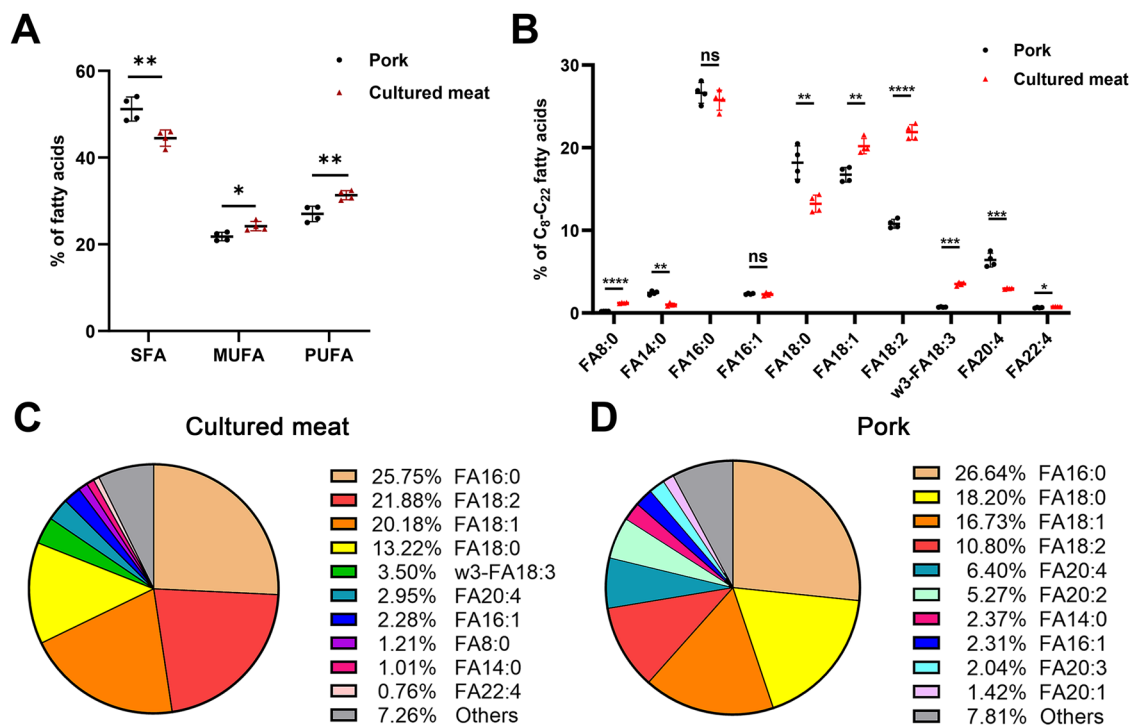 A
Pork
Cultured meat
**
*
**
60
40
20
0
% of fatty acids
SFA MUFA PUFA
B
Pork
Cultured meat
ns
**
**
****
****
**
ns
***
***
*
30
20
10
0
% of C8-C22 fatty acids
FA8:0 FA14:0 FA16:0 FA16:1 FA18:0 FA18:1 FA18:2 w3-FA18:3 FA20:4 FA22:4
C
Cultured meat
25.75% FA16:0
21.88% FA18:2
20.18% FA18:1
13.22% FA18:0
3.50% w3-FA18:3
2.95% FA20:4
2.28% FA16:1
1.21% FA8:0
1.01% FA14:0
0.76% FA22:4
7.26% Others
D
Pork
26.64% FA16:0
18.20% FA18:0
16.73% FA18:1
10.80% FA18:2
6.40% FA20:4
5.27% FA20:2
2.37% FA14:0
2.31% FA16:1
2.04% FA20:3
1.42% FA20:1
7.81% Others